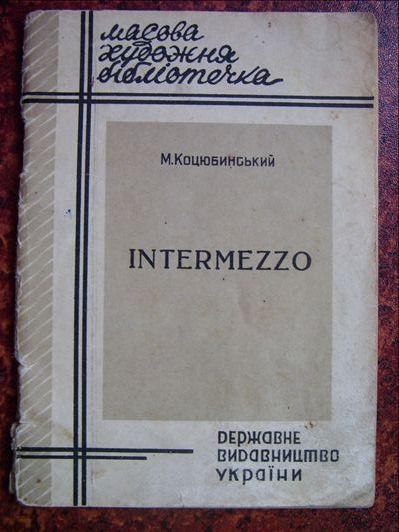 масова
художня
бібліотечка
М. Коцюбинський
INTERMEZZO
Державне
видавництво
України